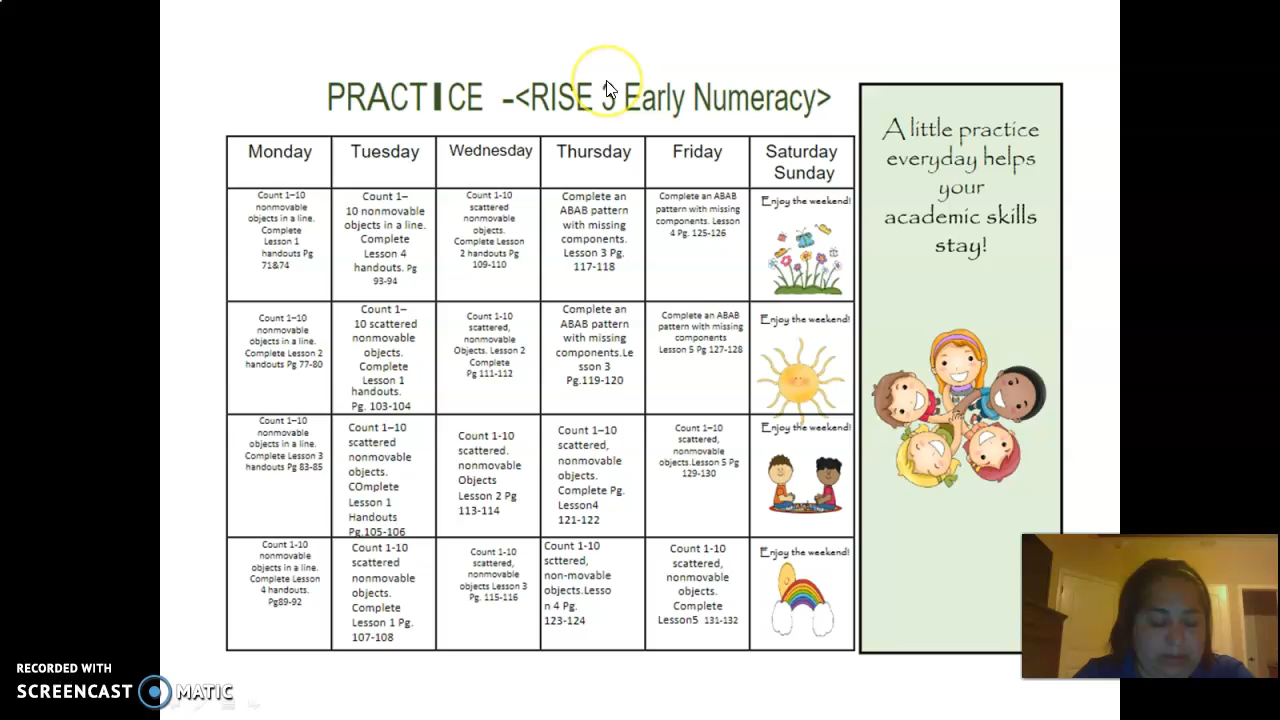 PRACTICE -<RISE 3 Early Numeracy>
Monday
Tuesday
Wednesday
Thursday
Friday
Saturday
Sunday
Count 1–10
nonmovable
objects in a line.
Complete
Lesson 1
handouts Pg
71&74
Count 1–
10 nonmovable
objects in a line.
Complete
Lesson 4
handouts. Pg
93-94
Count 1-10
scattered
nonmovable
objects.
Complete Lesson
2 handouts Pg
109-110
Complete an
ABAB pattern
with missing
components.
Lesson 3 Pg.
117-118
Complete an ABAB
pattern with missing
components. Lesson
4 Pg. 125-126
Enjoy the weekend!
Count 1–10
nonmovable
objects in a line.
Complete Lesson 2
handouts Pg 77-80
Count 1–
10 scattered
nonmovable
objects.
Complete
Lesson 1
handouts.
Pg. 103-104
Count 1-10
scattered,
nonmovable
Objects. Lesson 2
Complete
Pg 111-112
Complete an
ABAB pattern
with missing
components.Le
sson 3
Pg.119-120
Complete an ABAB
pattern with missing
components
Lesson 5 Pg 127-128
Enjoy the weekend!
Count 1–10
nonmovable
objects in a line.
Complete Lesson 3
handouts Pg 83-85
Count 1–10
scattered
nonmovable
objects.
COmplete
Lesson 1
Handouts
Pg.105-106
Count 1-10
scattered.
nonmovable
Objects
Lesson 2 Pg
113-114
Count 1–10
scattered,
nonmovable
objects.
Complete Pg.
Lesson4
121-122
Count 1–10
scattered,
nonmovable
objects.Lesson 5 Pg
129-130
Enjoy the weekend!
Count 1-10
nonmovable
objects in a line.
Complete Lesson
4 handouts.
Pg89-92
Count 1-10
scattered
nonmovable
objects.
Complete
Lesson 1 Pg.
107-108
Count 1-10
scattered,
nonmovable
objects Lesson 3
Pg. 115-116
Count 1-10
scttered,
non-movable
objects.Lesso
n 4 Pg.
123-124
Count 1-10
scattered,
nonmovable
objects.
Complete
Lesson5 131-132
Enjoy the weekend!
A little practice
everyday helps
your
academic skills
stay!
RECORDED WITH
SCREENCAST MATIC